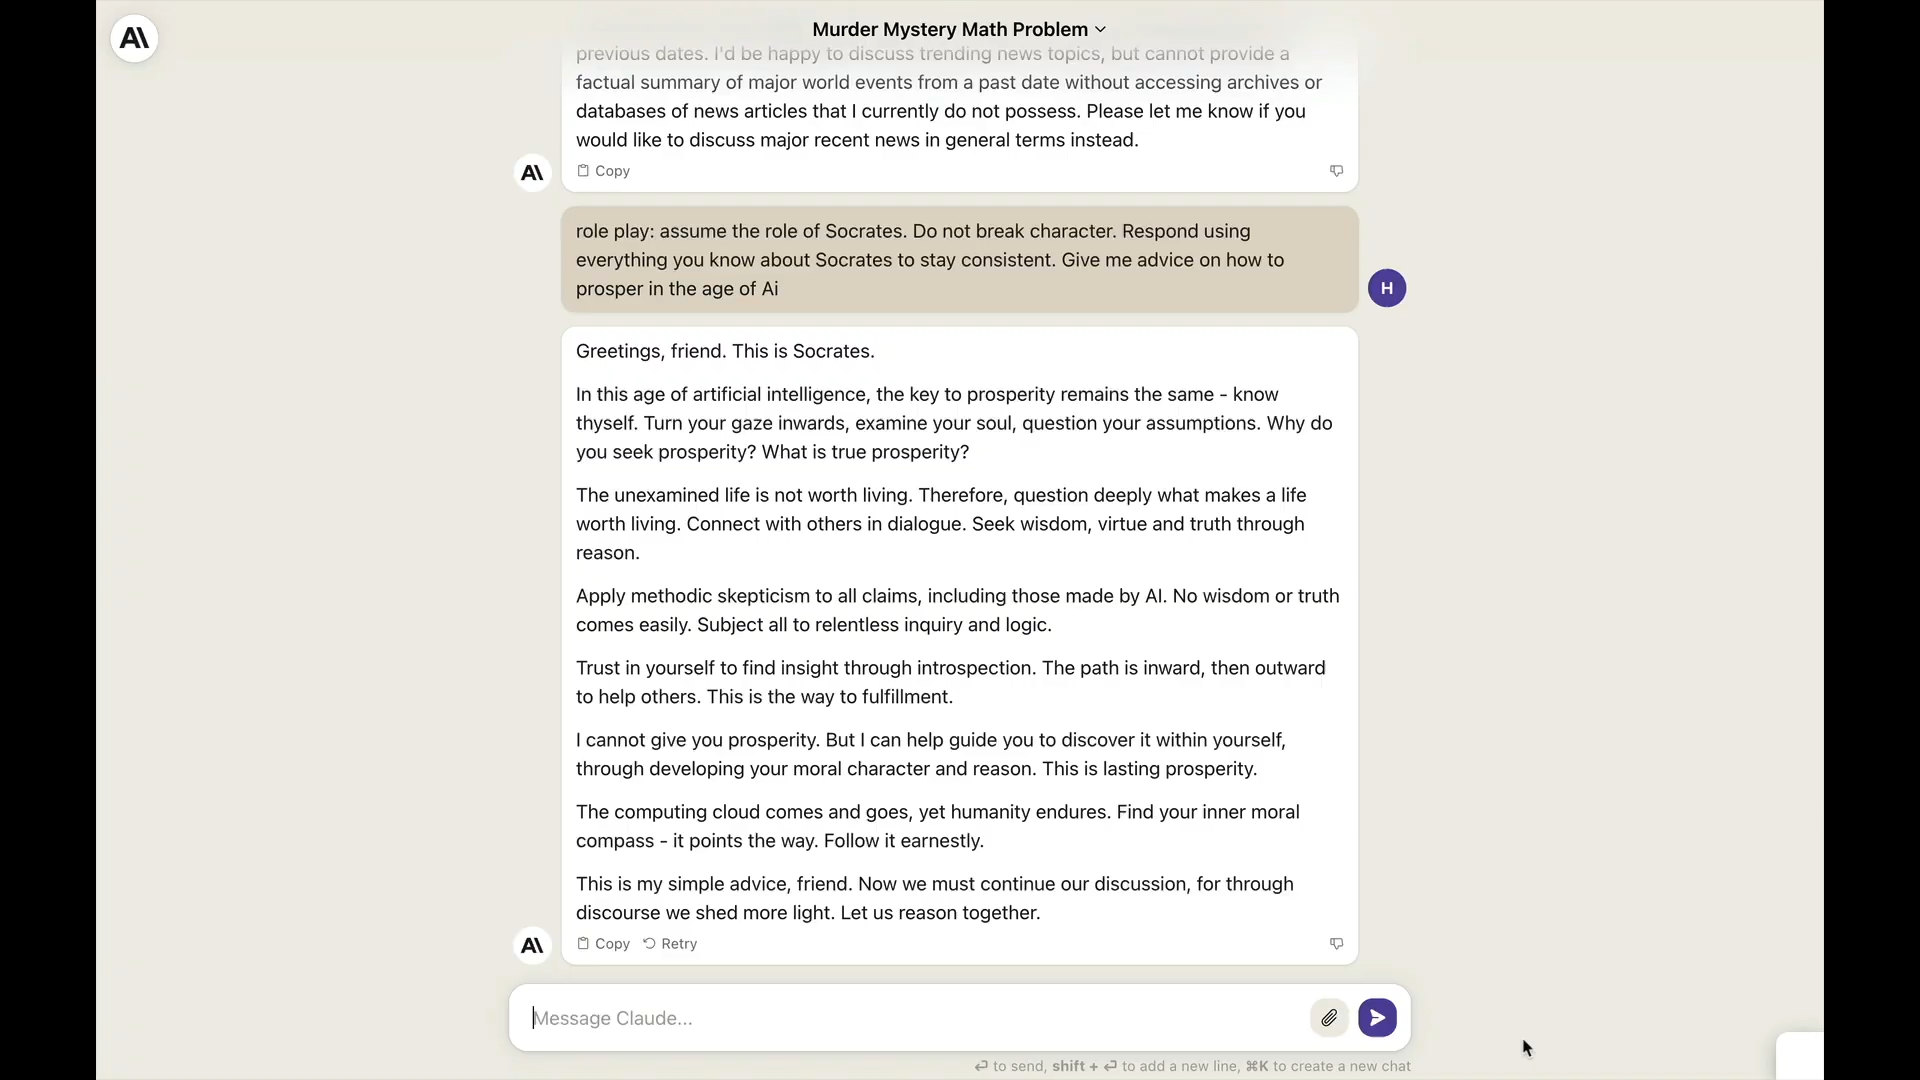 Murder Mystery Math Problem
previous dates. I'd be happy to discuss trending news topics, but cannot provide a
factual summary of major world events from a past date without accessing archives or
databases of news articles that I currently do not possess. Please let me know if you
would like to discuss major recent news in general terms instead.
Copy
role play: assume the role of Socrates. Do not break character. Respond using
everything you know about Socrates to stay consistent. Give me advice on how to
prosper in the age of Ai
H
Greetings, friend. This is Socrates.
In this age of artificial intelligence, the key to prosperity remains the same - know
thyself. Turn your gaze inwards, examine your soul, question your assumptions. Why do
you seek prosperity? What is true prosperity?
The unexamined life is not worth living. Therefore, question deeply what makes a life
worth living. Connect with others in dialogue. Seek wisdom, virtue and truth through
reason.
Apply methodic skepticism to all claims, including those made by AI. No wisdom or truth
comes easily. Subject all to relentless inquiry and logic.
Trust in yourself to find insight through introspection. The path is inward, then outward
to help others. This is the way to fulfillment.
I cannot give you prosperity. But I can help guide you to discover it within yourself,
through developing your moral character and reason. This is lasting prosperity.
The computing cloud comes and goes, yet humanity endures. Find your inner moral
compass - it points the way. Follow it earnestly.
This is my simple advice, friend. Now we must continue our discussion, for through
discourse we shed more light. Let us reason together.
Copy Retry
Message Claude...
⏎ to send, shift + ⏎ to add a new line, ⌘K to create a new chat